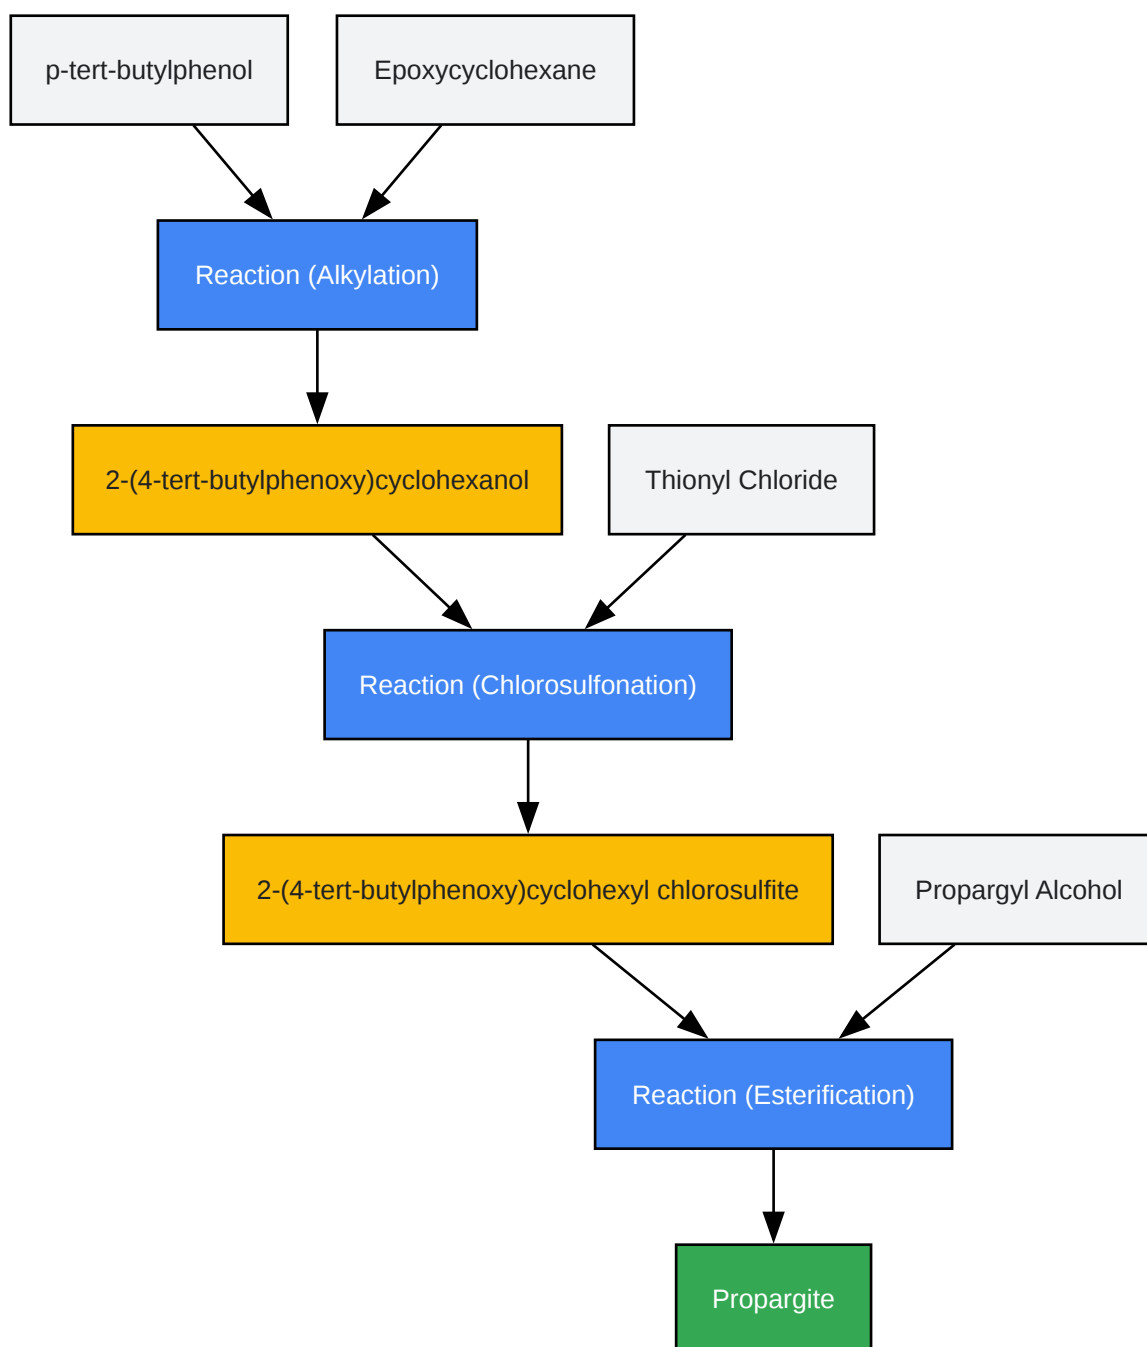 p-tert-butylphenol
Epoxycyclohexane
Reaction (Alkylation)
2-(4-tert-butylphenoxy)cyclohexanol
Thionyl Chloride
Reaction (Chlorosulfonation)
2-(4-tert-butylphenoxy)cyclohexyl chlorosulfite
Propargyl Alcohol
Reaction (Esterification)
Propargite